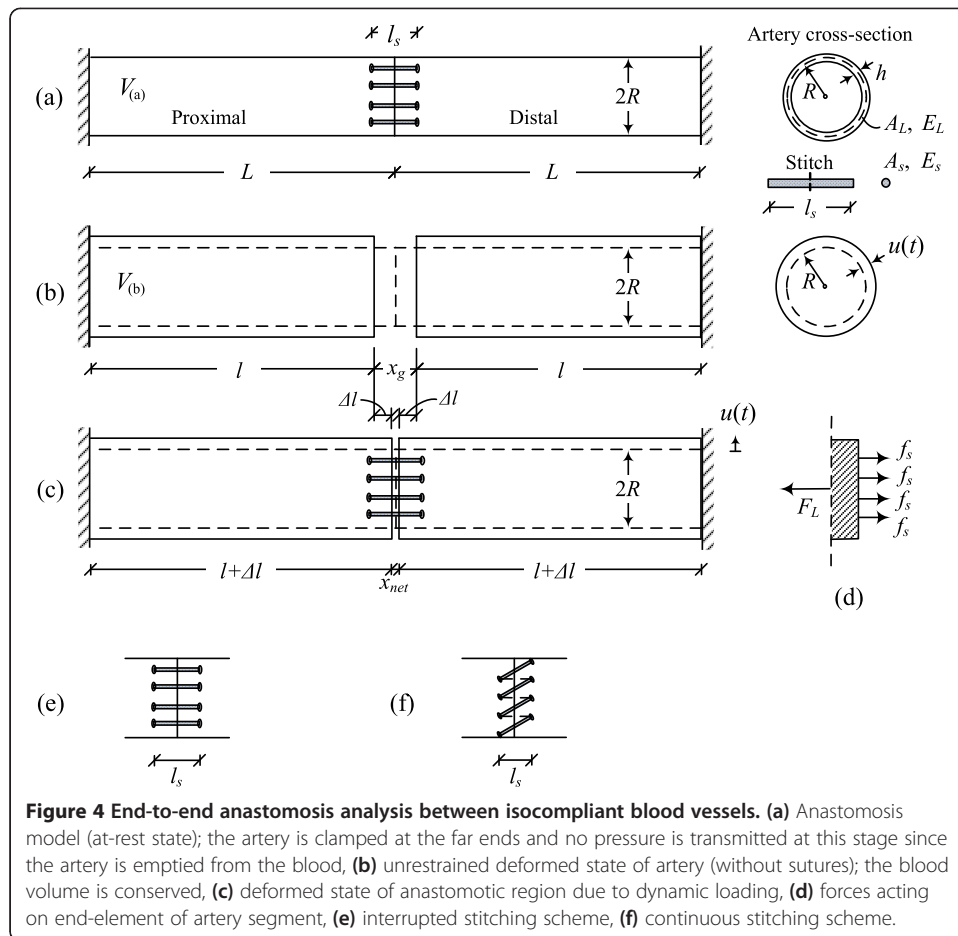 l_s
Artery cross-section
(a)
V_(a)
Proximal
Distal
2R
R
h
A_L, E_L
L
L
Stitch
A_s, E_s
l_s
(b)
V_(b)
2R
R
u(t)
l
x_g
l
Δl
Δl
u(t)
(c)
2R
F_L
f_s
f_s
f_s
f_s
l+Δl
x_net
l+Δl
(d)
(e)
(f)
l_s
l_s
Figure 4 End-to-end anastomosis analysis between isocompliant blood vessels. (a) Anastomosis
model (at-rest state); the artery is clamped at the far ends and no pressure is transmitted at this stage since
the artery is emptied from the blood, (b) unrestrained deformed state of artery (without sutures); the blood
volume is conserved, (c) deformed state of anastomotic region due to dynamic loading, (d) forces acting
on end-element of artery segment, (e) interrupted stitching scheme, (f) continuous stitching scheme.